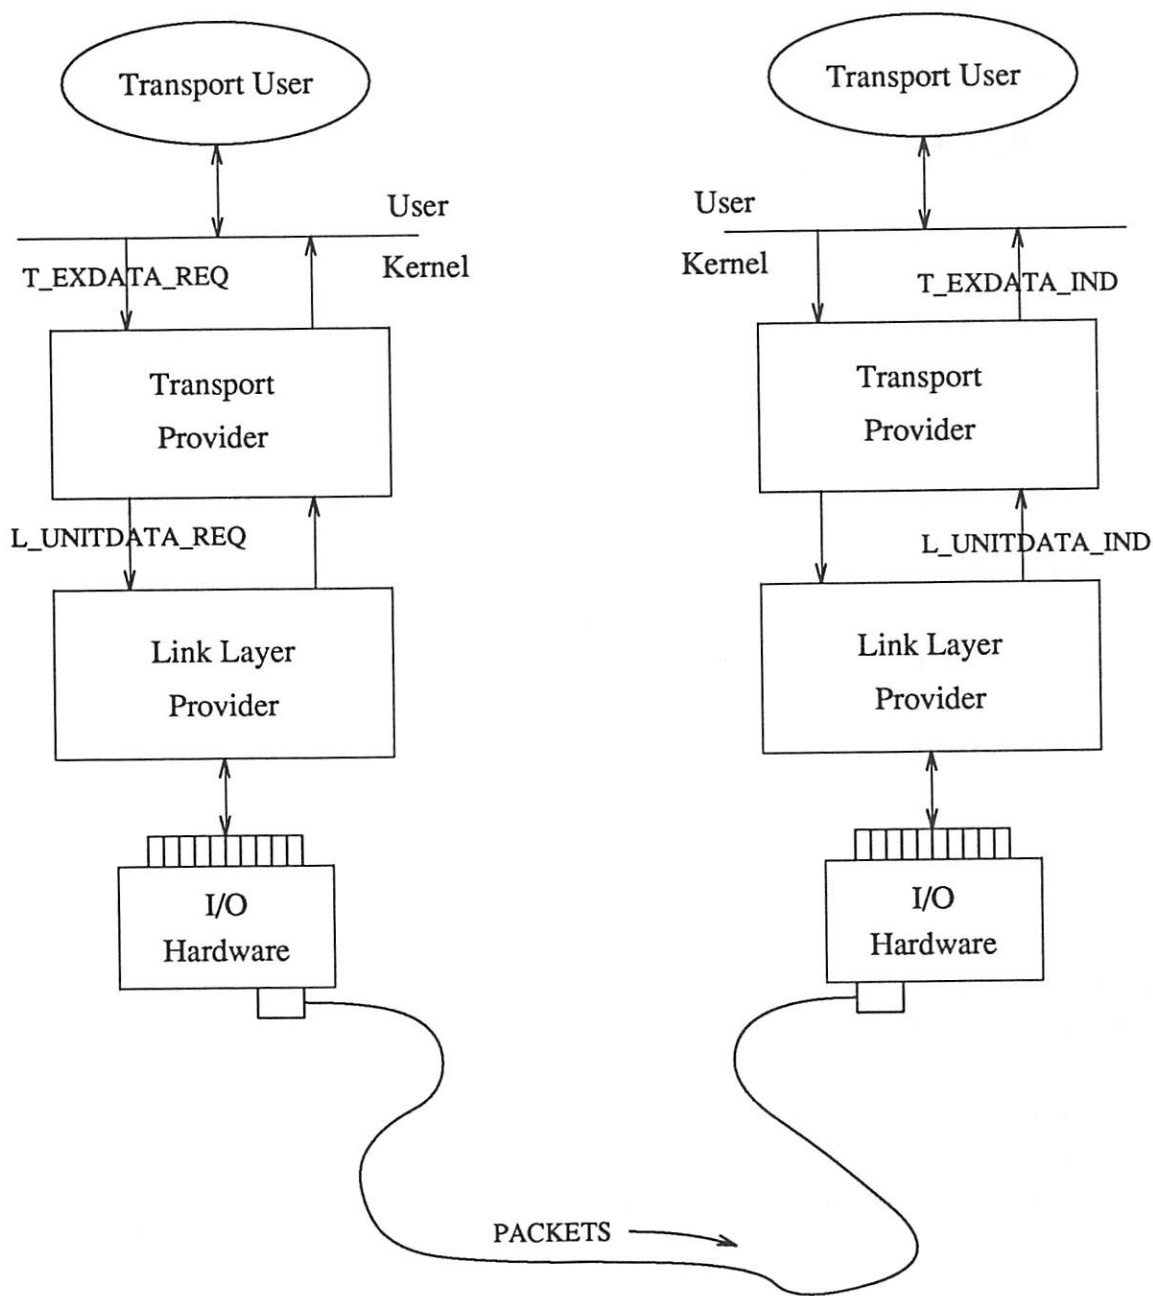 Transport User
User
Kernel
T_EXDATA_REQ
Transport
Provider
L_UNITDATA_REQ
Link Layer
Provider
I/O
Hardware
Transport User
User
Kernel
T_EXDATA_IND
Transport
Provider
L_UNITDATA_IND
Link Layer
Provider
I/O
Hardware
PACKETS